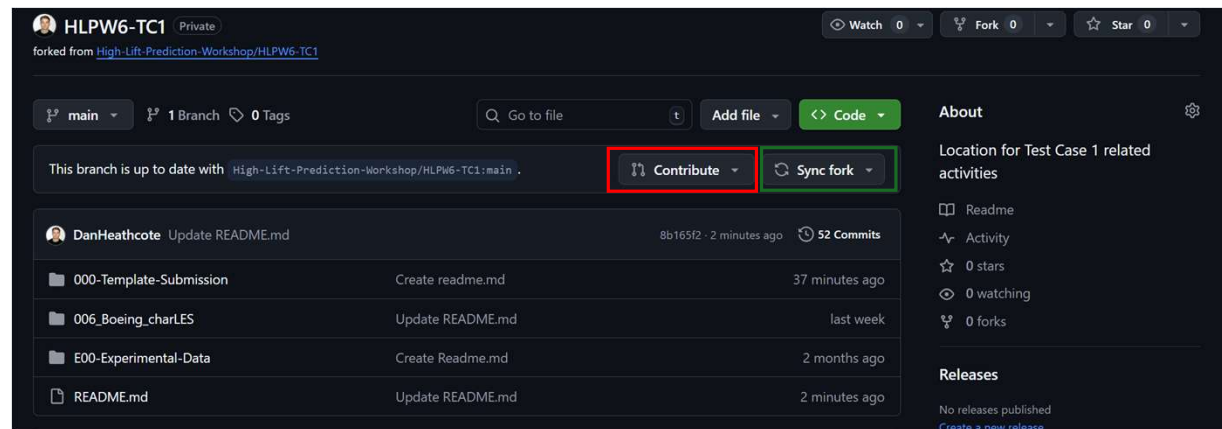 HLPW6-TC1 Private
Watch 0
Fork 0
Star 0
forked from High-Lift-Prediction-Workshop/HLPW6-TC1
main
1 Branch
0 Tags
Go to file
t
Add file
<> Code
This branch is up to date with High-Lift-Prediction-Workshop/HLPW6-TC1:main .
Contribute
Sync fork
DanHeathcote Update README.md
8b165f2 · 2 minutes ago
52 Commits
000-Template-Submission Create readme.md 37 minutes ago
006_Boeing_charLES Update README.md last week
E00-Experimental-Data Create Readme.md 2 months ago
README.md Update README.md 2 minutes ago
About
Location for Test Case 1 related
activities
Readme
Activity
0 stars
0 watching
0 forks
Releases
No releases published
Create a new release